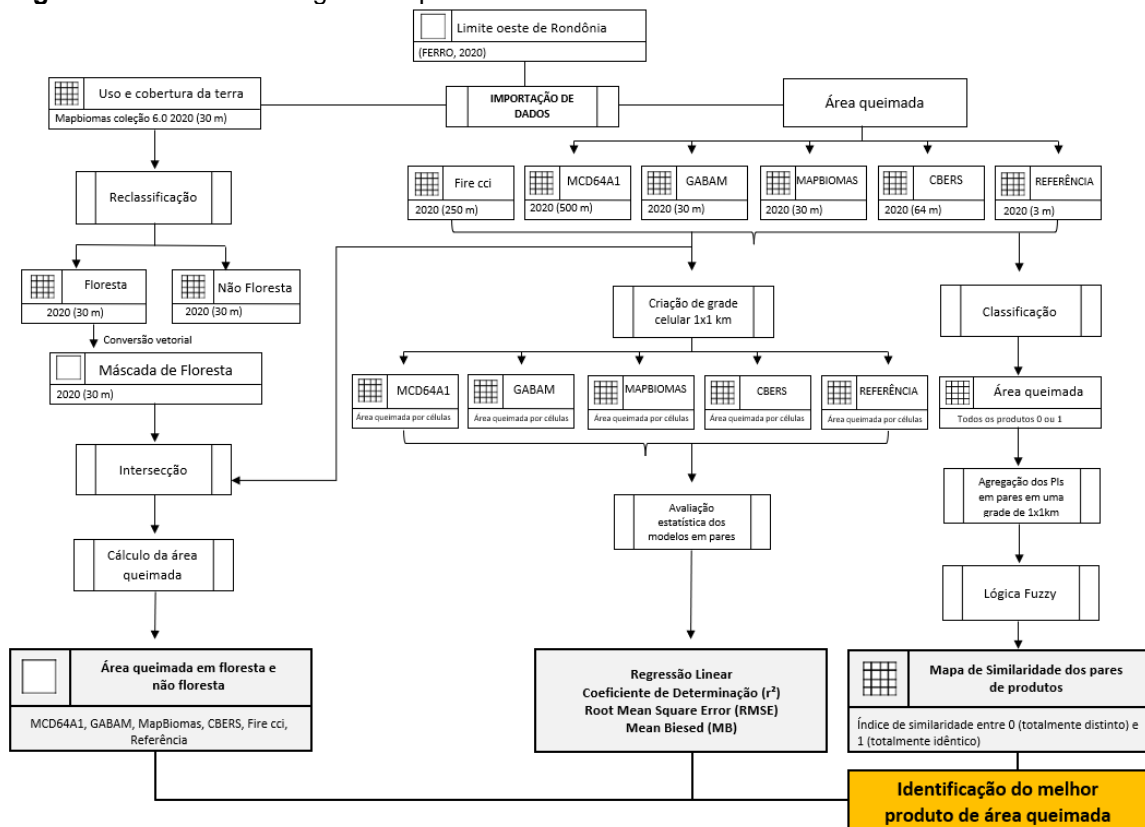 Limite oeste de Rondônia
(FERRO, 2020)
Uso e cobertura da terra
Mapbiomas coleção 6.0 2020 (30 m)
IMPORTAÇÃO DE
DADOS
Área queimada
Reclassificação
Fire cci
2020 (250 m)
MCD64A1
2020 (500 m)
GABAM
2020 (30 m)
MAPBIOMAS
2020 (30 m)
CBERS
2020 (64 m)
REFERÊNCIA
2020 (3 m)
Floresta
2020 (30 m)
Não Floresta
2020 (30 m)
Conversão vetorial
Máscada de Floresta
2020 (30 m)
Criação de grade
celular 1x1 km
Classificação
MCD64A1
Área queimada por células
GABAM
Área queimada por células
MAPBIOMAS
Área queimada por células
CBERS
Área queimada por células
REFERÊNCIA
Área queimada por células
Área queimada
Todos os produtos 0 ou 1
Intersecção
Avaliação
estatística dos
modelos em pares
Agregação dos PIs
em pares em uma
grade de 1x1km
Cálculo da área
queimada
Lógica Fuzzy
Área queimada em floresta e
não floresta
MCD64A1, GABAM, MapBiomas, CBERS, Fire cci,
Referência
Regressão Linear
Coeficiente de Determinação (r²)
Root Mean Square Error (RMSE)
Mean Biesed (MB)
Mapa de Similaridade dos pares
de produtos
Índice de similaridade entre 0 (totalmente distinto) e
1 (totalmente idêntico)
Identificação do melhor
produto de área queimada